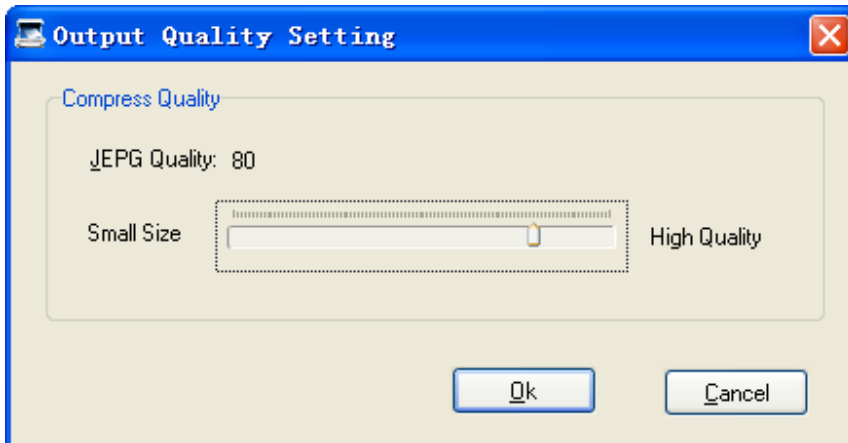 Output Quality Setting
Compress Quality
JEPG Quality: 80
Small Size
High Quality
Ok
Cancel